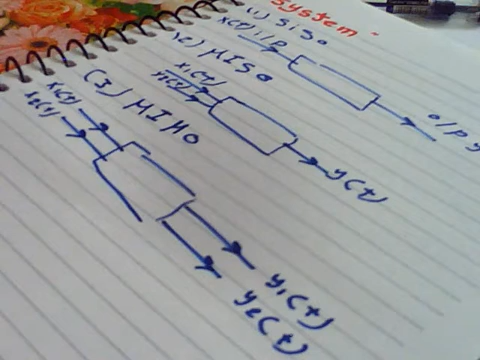 System.
(1) SISO
x(t) i/p
o/p y
(2) MISO
x1(t)
x2(t)
y(t)
(3) MIMO
x1(t)
x2(t)
y1(t)
y2(t)